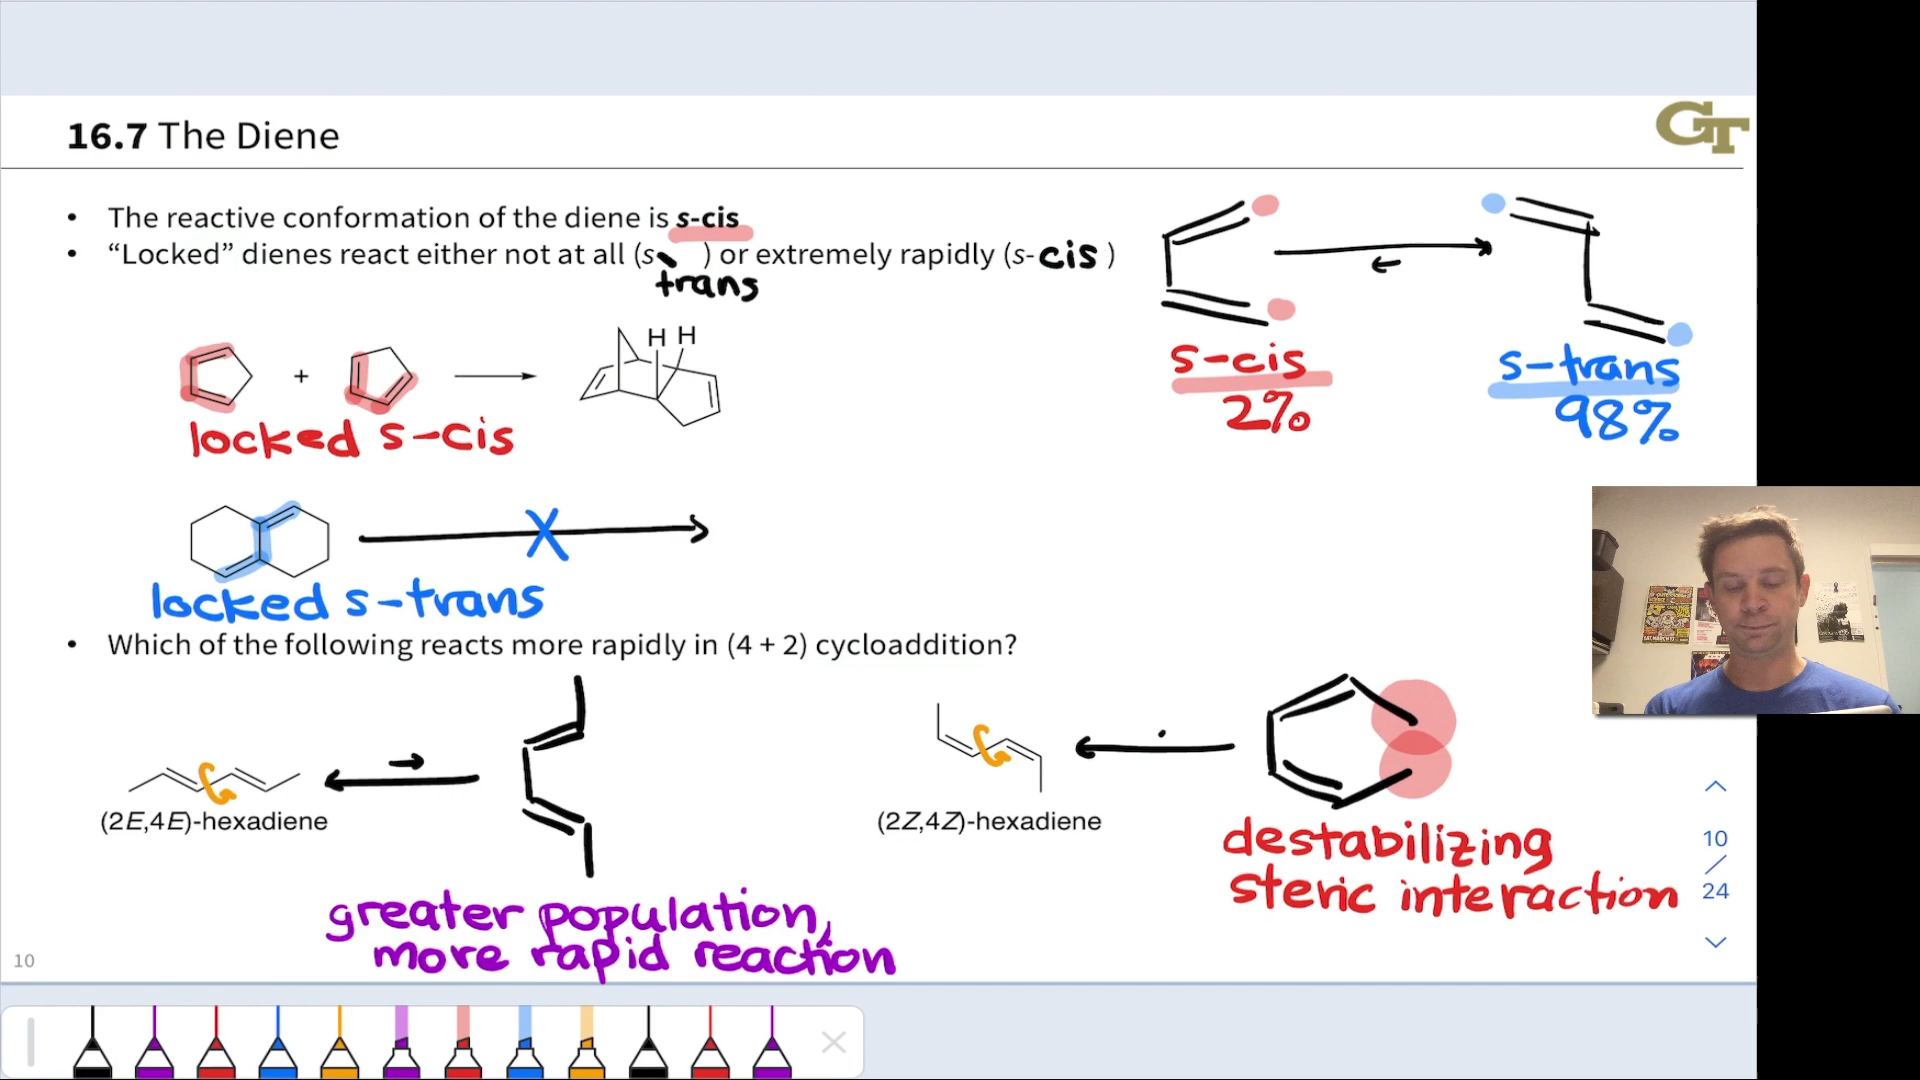 16.7 The Diene
GT
• The reactive conformation of the diene is s-cis
• “Locked” dienes react either not at all (s- ) or extremely rapidly (s-cis )
trans
H H
+
locked s-cis
s-cis
2%
s-trans
98%
X
locked s-trans
• Which of the following reacts more rapidly in (4 + 2) cycloaddition?
(2E,4E)-hexadiene
(2Z,4Z)-hexadiene
destabilizing
steric interaction
greater population,
more rapid reaction
10
10
/
24